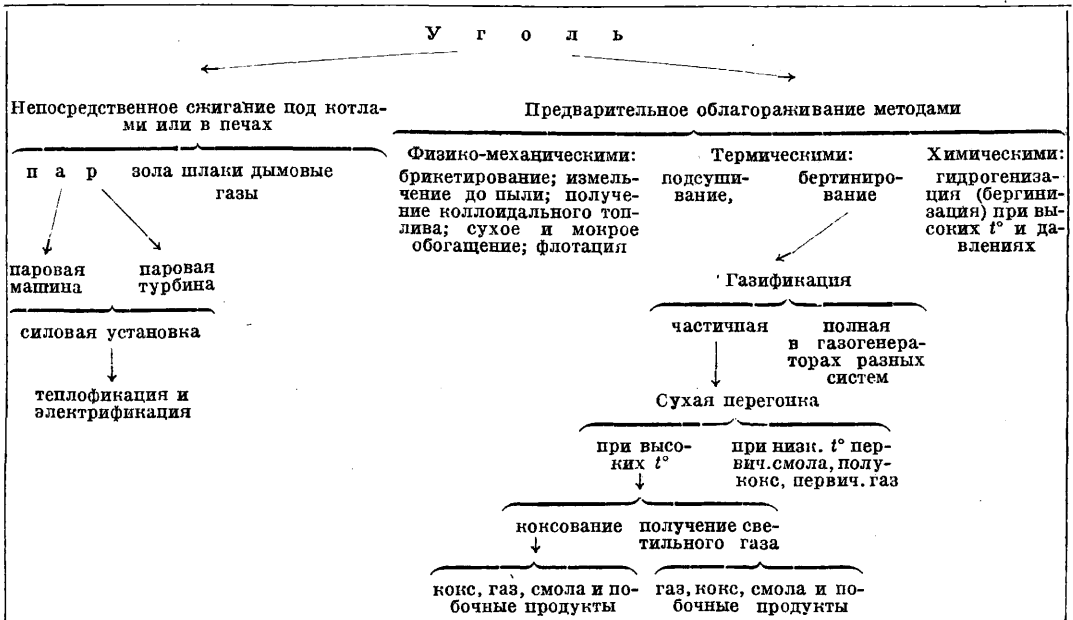 Уголь
Непосредственное сжигание под котла-
ми или в печах
пар зола шлаки дымовые
газы
паровая
машина
паровая
турбина
силовая установка
теплофикация и
электрификация
Предварительное облагораживание методами
Физико-механическими:
брикетирование; измель-
чение до пыли; получе-
ние коллоидального топ-
лива; сухое и мокрое
обогащение; флотация
Термическими:
подсуши-
вание,
бертиниро-
вание
Химическими:
гидрогениза-
ция (бергини-
зация) при вы-
соких t° и да-
влениях
Газификация
частичная
полная
в газогенера-
торах разных
систем
Сухая перегонка
при высо-
ких t°
при низк. t° пер-
вич. смола, полу-
кокс, первич. газ
коксование
получение све-
тильного газа
кокс, газ, смола и по-
бочные продукты
газ, кокс, смола и по-
бочные продукты